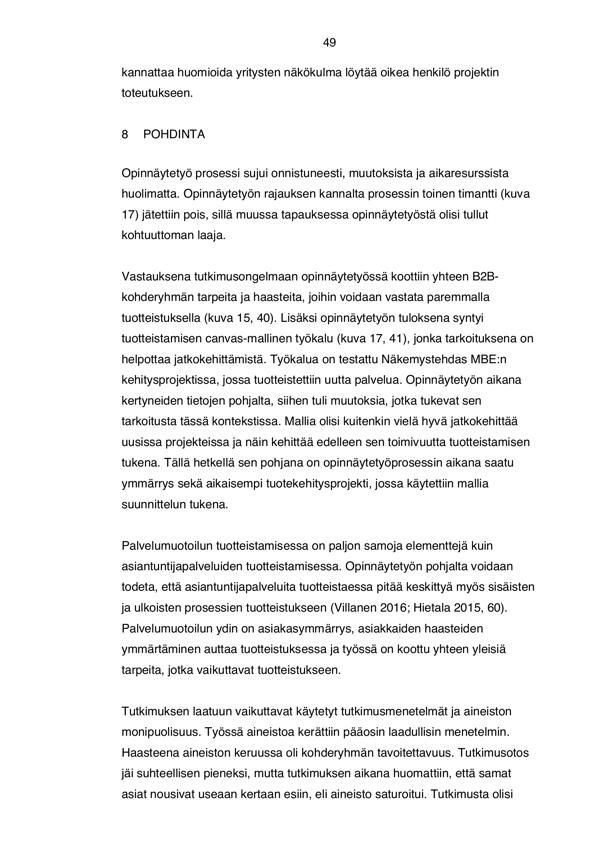 49
kannattaa huomioida yritysten näkökulma löytää oikea henkilö projektin
toteutukseen.
8 POHDINTA
Opinnäytetyö prosessi sujui onnistuneesti, muutoksista ja aikaresurssista
huolimatta. Opinnäytetyön rajauksen kannalta prosessin toinen timantti (kuva
17) jätettiin pois, sillä muussa tapauksessa opinnäytetyöstä olisi tullut
kohtuuttoman laaja.
Vastauksena tutkimusongelmaan opinnäytetyössä koottiin yhteen B2B-
kohderyhmän tarpeita ja haasteita, joihin voidaan vastata paremmalla
tuotteistuksella (kuva 15, 40). Lisäksi opinnäytetyön tuloksena syntyi
tuotteistamisen canvas-mallinen työkalu (kuva 17, 41), jonka tarkoituksena on
helpottaa jatkokehittämistä. Työkalua on testattu Näkemystehdas MBE:n
kehitysprojektissa, jossa tuotteistettiin uutta palvelua. Opinnäytetyön aikana
kertyneiden tietojen pohjalta, siihen tuli muutoksia, jotka tukevat sen
tarkoitusta tässä kontekstissa. Mallia olisi kuitenkin vielä hyvä jatkokehittää
uusissa projekteissa ja näin kehittää edelleen sen toimivuutta tuotteistamisen
tukena. Tällä hetkellä sen pohjana on opinnäytetyöprosessin aikana saatu
ymmärrys sekä aikaisempi tuotekehitysprojekti, jossa käytettiin mallia
suunnittelun tukena.
Palvelumuotoilun tuotteistamisessa on paljon samoja elementtejä kuin
asiantuntijapalveluiden tuotteistamisessa. Opinnäytetyön pohjalta voidaan
todeta, että asiantuntijapalveluita tuotteistaessa pitää keskittyä myös sisäisten
ja ulkoisten prosessien tuotteistukseen (Villanen 2016; Hietala 2015, 60).
Palvelumuotoilun ydin on asiakasymmärrys, asiakkaiden haasteiden
ymmärtäminen auttaa tuotteistuksessa ja työssä on koottu yhteen yleisiä
tarpeita, jotka vaikuttavat tuotteistukseen.
Tutkimuksen laatuun vaikuttavat käytetyt tutkimusmenetelmät ja aineiston
monipuolisuus. Työssä aineistoa kerättiin pääosin laadullisin menetelmin.
Haasteena aineiston keruussa oli kohderyhmän tavoitettavuus. Tutkimusotos
jäi suhteellisen pieneksi, mutta tutkimuksen aikana huomattiin, että samat
asiat nousivat useaan kertaan esiin, eli aineisto saturoitui. Tutkimusta olisi